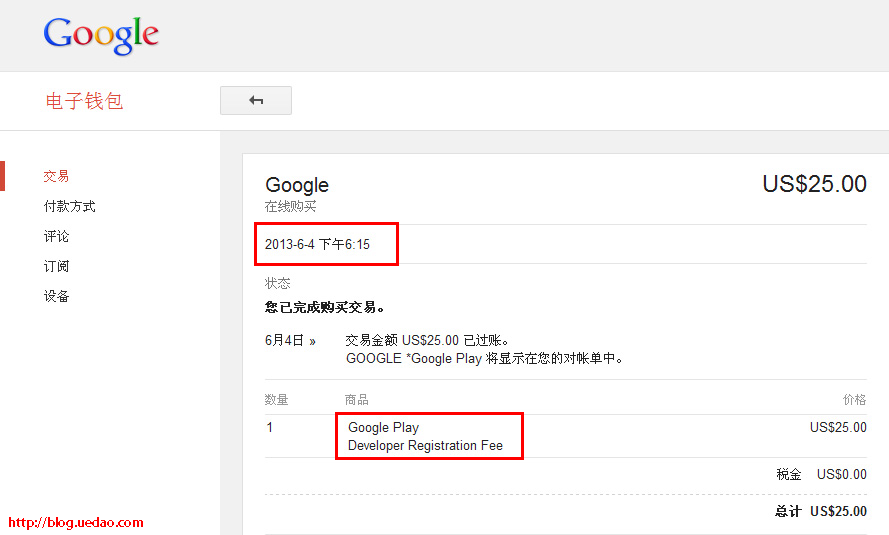 Google
电子钱包
交易
付款方式
评论
订阅
设备
Google
US$25.00
在线购买
2013-6-4 下午6:15
状态
您已完成购买交易。
6月4日 »
交易金额 US$25.00 已过账。
GOOGLE *Google Play 将显示在您的对帐单中。
数量 商品 价格
1 Google Play US$25.00
Developer Registration Fee
税金 US$0.00
总计 US$25.00
http://blog.uedao.com